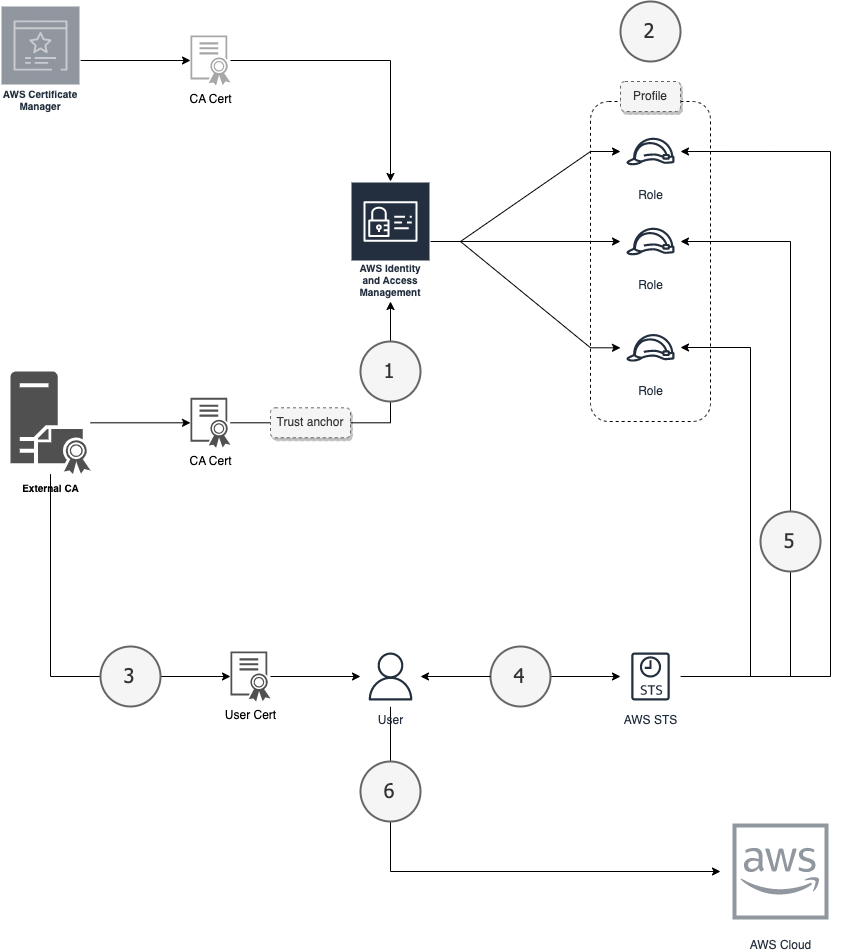 2
AWS Certificate
Manager
CA Cert
Profile
Role
Role
AWS Identity
and Access
Management
Role
1
Trust anchor
CA Cert
External CA
5
3
4
STS
User Cert
User
AWS STS
6
aws
AWS Cloud